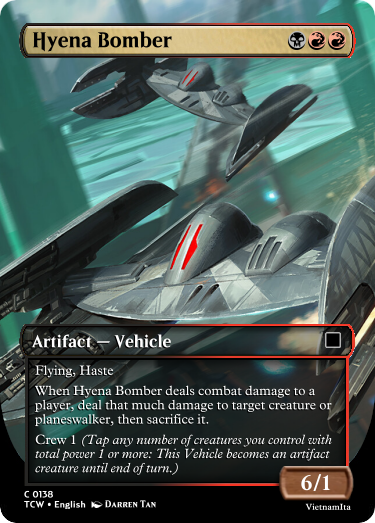 Hyena Bomber
Artifact — Vehicle
Flying, Haste
When Hyena Bomber deals combat damage to a
player, deal that much damage to target creature or
planeswalker, then sacrifice it.
Crew 1 (Tap any number of creatures you control with
total power 1 or more: This Vehicle becomes an artifact
creature until end of turn.)
6/1
C 0138
TCW • English Darren Tan
VietnamIta